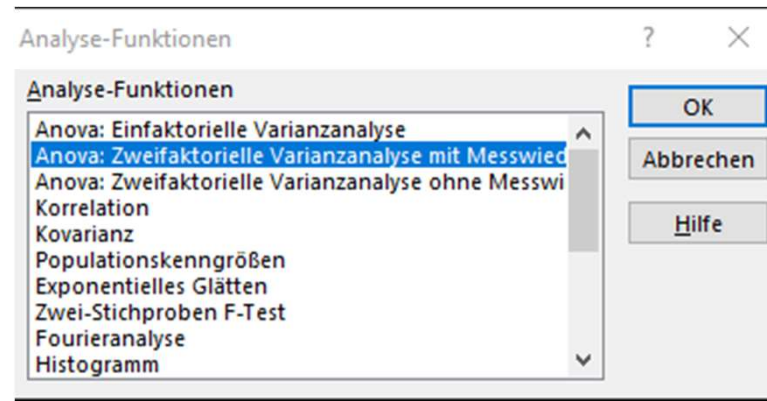 Analyse-Funktionen
?
Analyse-Funktionen
OK
Anova: Einfaktorielle Varianzanalyse
Anova: Zweifaktorielle Varianzanalyse mit Messwied
Abbrechen
Anova: Zweifaktorielle Varianzanalyse ohne Messwi
Korrelation
Hilfe
Kovarianz
Populationskenngrößen
Exponentielles Glätten
Zwei-Stichproben F-Test
Fourieranalyse
Histogramm